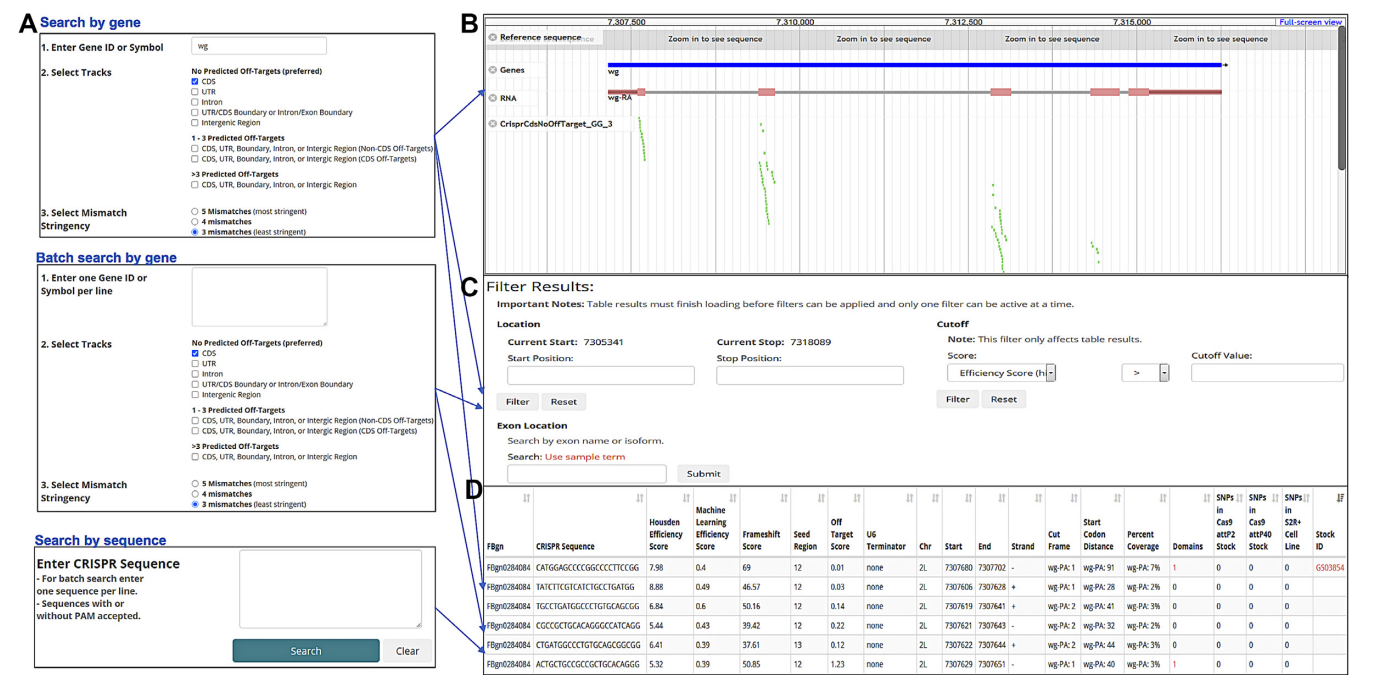 A Search by gene
1. Enter Gene ID or Symbol
wg
2. Select Tracks
No Predicted Off-Targets (preferred)
CDS
UTR
Intron
UTR/CDS Boundary or Intron/Exon Boundary
Intergenic Region
1 - 3 Predicted Off-Targets
CDS, UTR, Boundary, Intron, or Intergic Region (Non-CDS Off-Targets)
CDS, UTR, Boundary, Intron, or Intergic Region (CDS Off-Targets)
>3 Predicted Off-Targets
CDS, UTR, Boundary, Intron, or Intergic Region
3. Select Mismatch
Stringency
5 Mismatches (most stringent)
4 mismatches
3 mismatches (least stringent)
Batch search by gene
1. Enter one Gene ID or
Symbol per line
2. Select Tracks
No Predicted Off-Targets (preferred)
CDS
UTR
Intron
UTR/CDS Boundary or Intron/Exon Boundary
Intergenic Region
1 - 3 Predicted Off-Targets
CDS, UTR, Boundary, Intron, or Intergic Region (Non-CDS Off-Targets)
CDS, UTR, Boundary, Intron, or Intergic Region (CDS Off-Targets)
>3 Predicted Off-Targets
CDS, UTR, Boundary, Intron, or Intergic Region
3. Select Mismatch
Stringency
5 Mismatches (most stringent)
4 mismatches
3 mismatches (least stringent)
Search by sequence
Enter CRISPR Sequence
- For batch search enter
one sequence per line.
- Sequences with or
without PAM accepted.
Search Clear
B
7,307,500 7,310,000 7,312,500 7,315,000 Full-screen view
Reference sequence Zoom in to see sequence Zoom in to see sequence Zoom in to see sequence Zoom in to see sequence
Genes
wg
RNA
wg-RA
CrisprCdsNoOffTarget_GG_3
C Filter Results:
Important Notes: Table results must finish loading before filters can be applied and only one filter can be active at a time.
Location
Current Start: 7305341 Current Stop: 7318089
Start Position: Stop Position:
Filter Reset
Cutoff
Note: This filter only affects table results.
Score: Cutoff Value:
Efficiency Score (hi >
Filter Reset
Exon Location
Search by exon name or isoform.
Search: Use sample term
Submit
D
FBgn CRISPR Sequence Housden Efficiency Score Machine Learning Efficiency Score Frameshift Score Seed Region Off Target Score U6 Terminator Chr Start End Strand Cut Frame Start Codon Distance Percent Coverage Domains SNPs in Cas9 attP2 Stock SNPs in Cas9 attP40 Stock SNPs in S2R+ Cell Line Stock ID
FBgn0284084 CATGGAGCCCCGGCCCCTTCCGG 7.98 0.4 69 12 0.01 none 2L 7307680 7307702 - wg-PA: 1 wg-PA: 91 wg-PA: 7% 1 0 0 0 GS03854
FBgn0284084 TATCTTCGTCATCTGCCTGATGG 8.88 0.49 46.57 12 0.03 none 2L 7307606 7307628 + wg-PA: 1 wg-PA: 28 wg-PA: 2% 0 0 0 0
FBgn0284084 TGCCTGATGGCCCTGTGCAGCGG 6.84 0.6 50.16 12 0.14 none 2L 7307619 7307641 + wg-PA: 2 wg-PA: 41 wg-PA: 3% 0 0 0 0
FBgn0284084 CGCCGCTGCACAGGGCCATCAGG 5.44 0.43 39.42 12 0.22 none 2L 7307621 7307643 - wg-PA: 2 wg-PA: 32 wg-PA: 2% 0 0 0 0
FBgn0284084 CTGATGGCCCTGTGCAGCGGCGG 6.41 0.39 37.61 13 0.12 none 2L 7307622 7307644 + wg-PA: 2 wg-PA: 44 wg-PA: 3% 0 0 0 0
FBgn0284084 ACTGCTGCCGCCGCTGCACAGGG 5.32 0.39 50.85 12 1.23 none 2L 7307629 7307651 - wg-PA: 1 wg-PA: 40 wg-PA: 3% 1 0 0 0